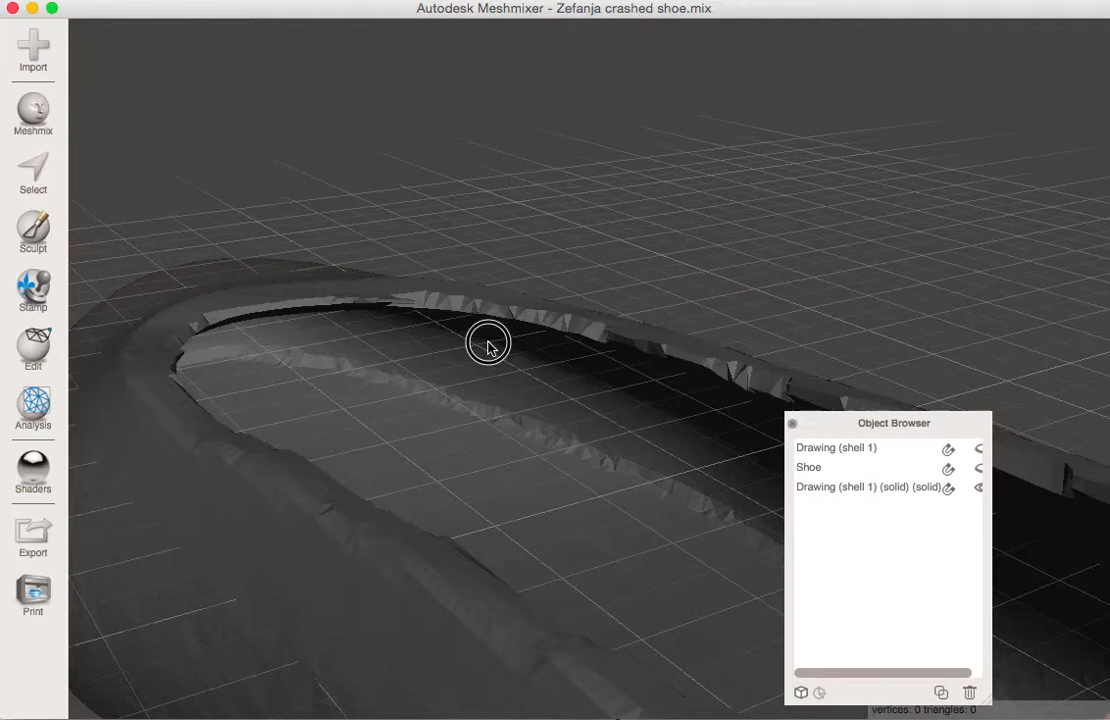 Autodesk Meshmixer - Zefanja crashed shoe.mix
Import
Meshmix
Select
Sculpt
Stamp
Edit
Analysis
Shaders
Export
Print
Object Browser
Drawing (shell 1)
Shoe
Drawing (shell 1) (solid) (solid)
vertices: 0 triangles: 0